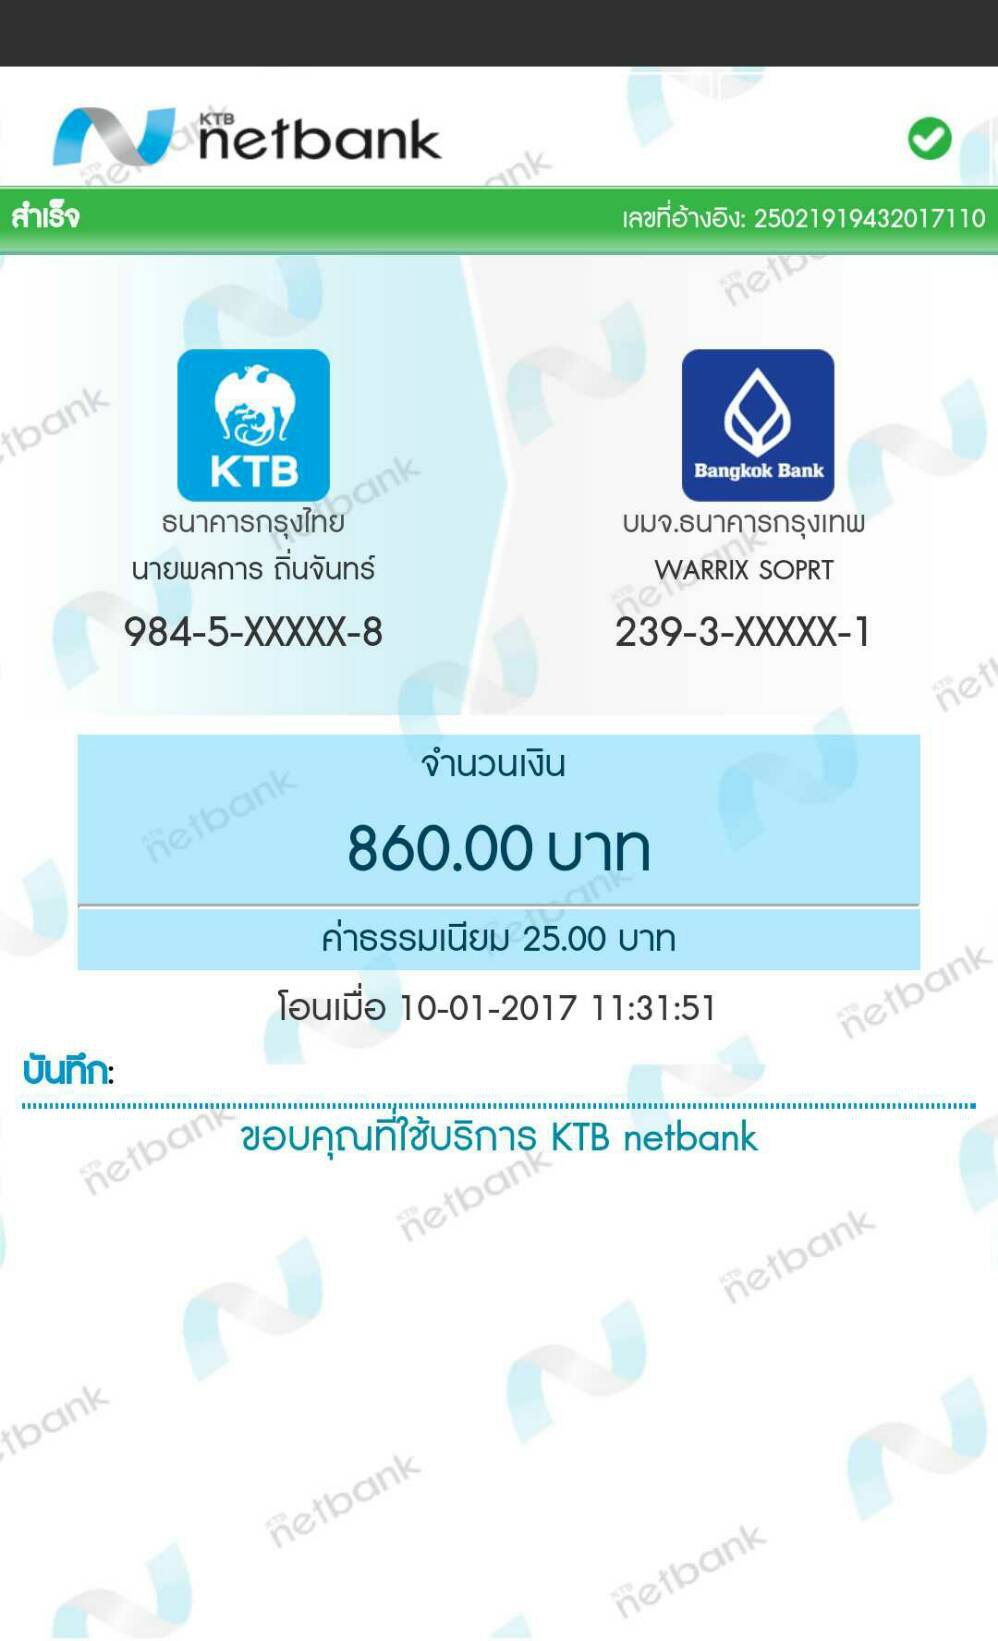 KTB
netbank
สำเร็จ
เลขที่อ้างอิง: 25021919432017110
KTB
Bangkok Bank
ธนาคารกรุงไทย
บมจ.ธนาคารกรุงเทพ
นายพลการ ถิ่นจันทร์
WARRIX SOPRT
984-5-XXXXX-8
239-3-XXXXX-1
จำนวนเงิน
860.00 บาท
ค่าธรรมเนียม 25.00 บาท
โอนเมื่อ 10-01-2017 11:31:51
บันทึก:
ขอบคุณที่ใช้บริการ KTB netbank